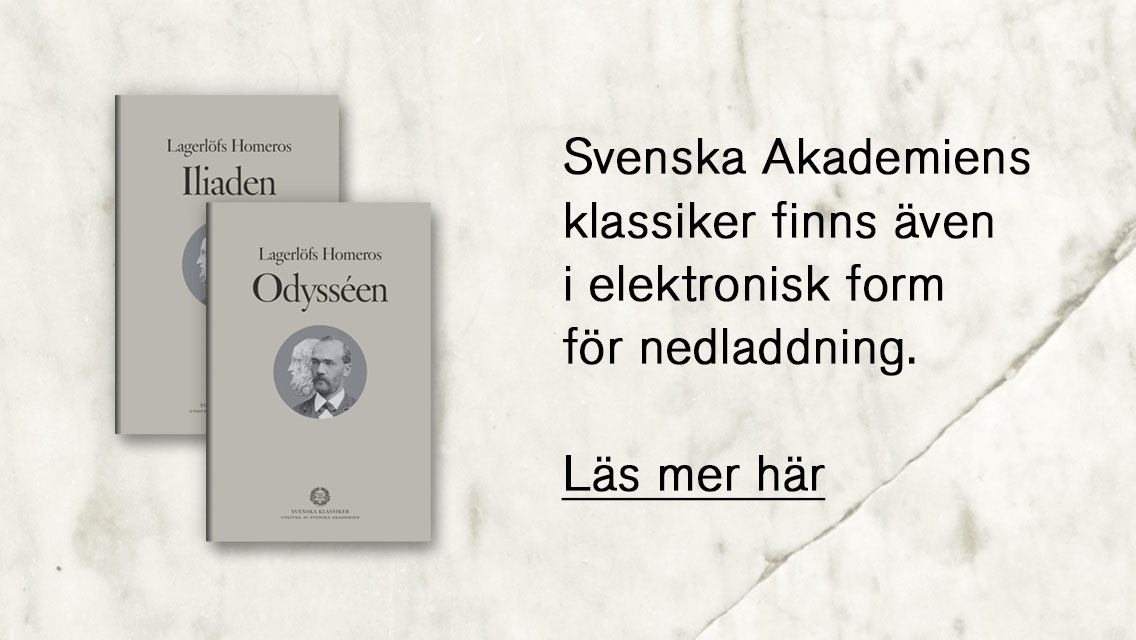 Lagerlöfs Homeros
Iliaden
Lagerlöfs Homeros
Odysséen
SVENSKA KLASSIKER
UTGIVNA AV SVENSKA AKADEMIEN
Svenska Akademiens
klassiker finns även
i elektronisk form
för nedladdning.
Läs mer här